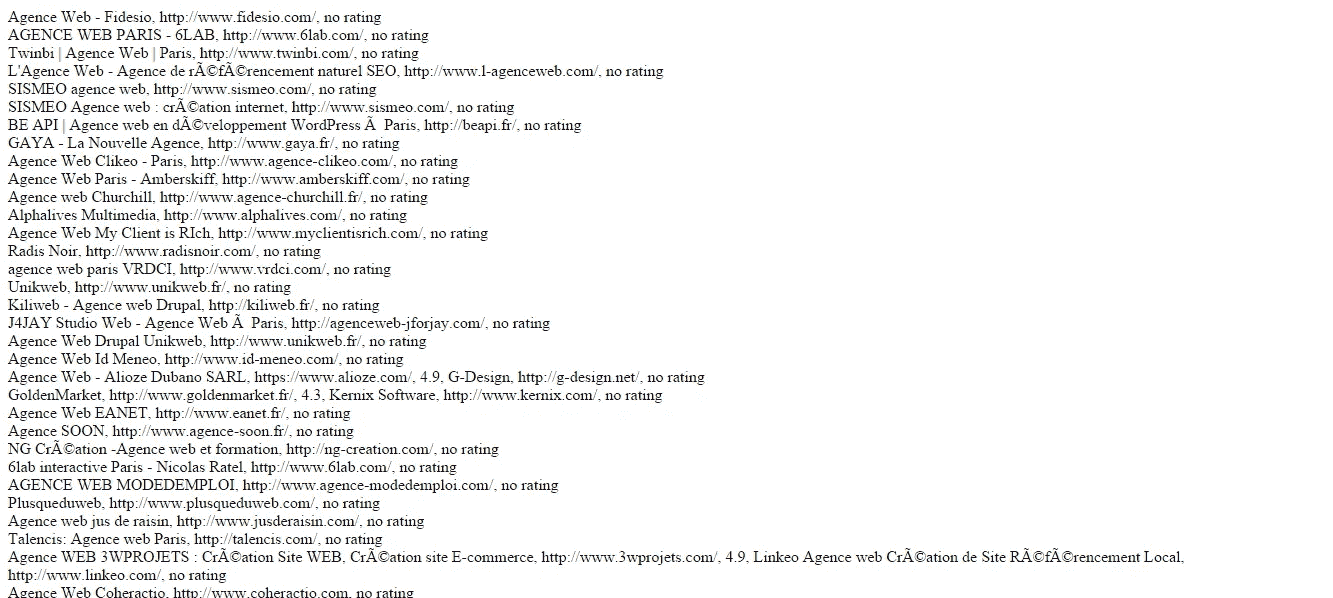 Agence Web - Fidesio, http://www.fidesio.com/, no rating
AGENCE WEB PARIS - 6LAB, http://www.6lab.com/, no rating
Twinbi | Agence Web | Paris, http://www.twinbi.com/, no rating
L'Agence Web - Agence de rÃ©fÃ©rencement naturel SEO, http://www.l-agenceweb.com/, no rating
SISMEO agence web, http://www.sismeo.com/, no rating
SISMEO Agence web : crÃ©ation internet, http://www.sismeo.com/, no rating
BE API | Agence web en dÃ©veloppement WordPress Ã  Paris, http://beapi.fr/, no rating
GAYA - La Nouvelle Agence, http://www.gaya.fr/, no rating
Agence Web Clikeo - Paris, http://www.agence-clikeo.com/, no rating
Agence Web Paris - Amberskiff, http://www.amberskiff.com/, no rating
Agence web Churchill, http://www.agence-churchill.fr/, no rating
Alphalives Multimedia, http://www.alphalives.com/, no rating
Agence Web My Client is RIch, http://www.myclientisrich.com/, no rating
Radis Noir, http://www.radisnoir.com/, no rating
agence web paris VRDCI, http://www.vrdci.com/, no rating
Unikweb, http://www.unikweb.fr/, no rating
Kiliweb - Agence web Drupal, http://kiliweb.fr/, no rating
J4JAY Studio Web - Agence Web Ã  Paris, http://agenceweb-jforjay.com/, no rating
Agence Web Drupal Unikweb, http://www.unikweb.fr/, no rating
Agence Web Id Meneo, http://www.id-meneo.com/, no rating
Agence Web - Alioze Dubano SARL, https://www.alioze.com/, 4.9, G-Design, http://g-design.net/, no rating
GoldenMarket, http://www.goldenmarket.fr/, 4.3, Kernix Software, http://www.kernix.com/, no rating
Agence Web EANET, http://www.eanet.fr/, no rating
Agence SOON, http://www.agence-soon.fr/, no rating
NG CrÃ©ation -Agence web et formation, http://ng-creation.com/, no rating
6lab interactive Paris - Nicolas Ratel, http://www.6lab.com/, no rating
AGENCE WEB MODEDEMPLOI, http://www.agence-modedemploi.com/, no rating
Plusqueduweb, http://www.plusqueduweb.com/, no rating
Agence web jus de raisin, http://www.jusderaisin.com/, no rating
Talencis: Agence web Paris, http://talencis.com/, no rating
Agence WEB 3WPROJETS : CrÃ©ation Site WEB, CrÃ©ation site E-commerce, http://www.3wprojets.com/, 4.9, Linkeo Agence web CrÃ©ation de Site RÃ©fÃ©rencement Local,
http://www.linkeo.com/, no rating
Agence Web Coheractio, http://www.coheractio.com, no rating